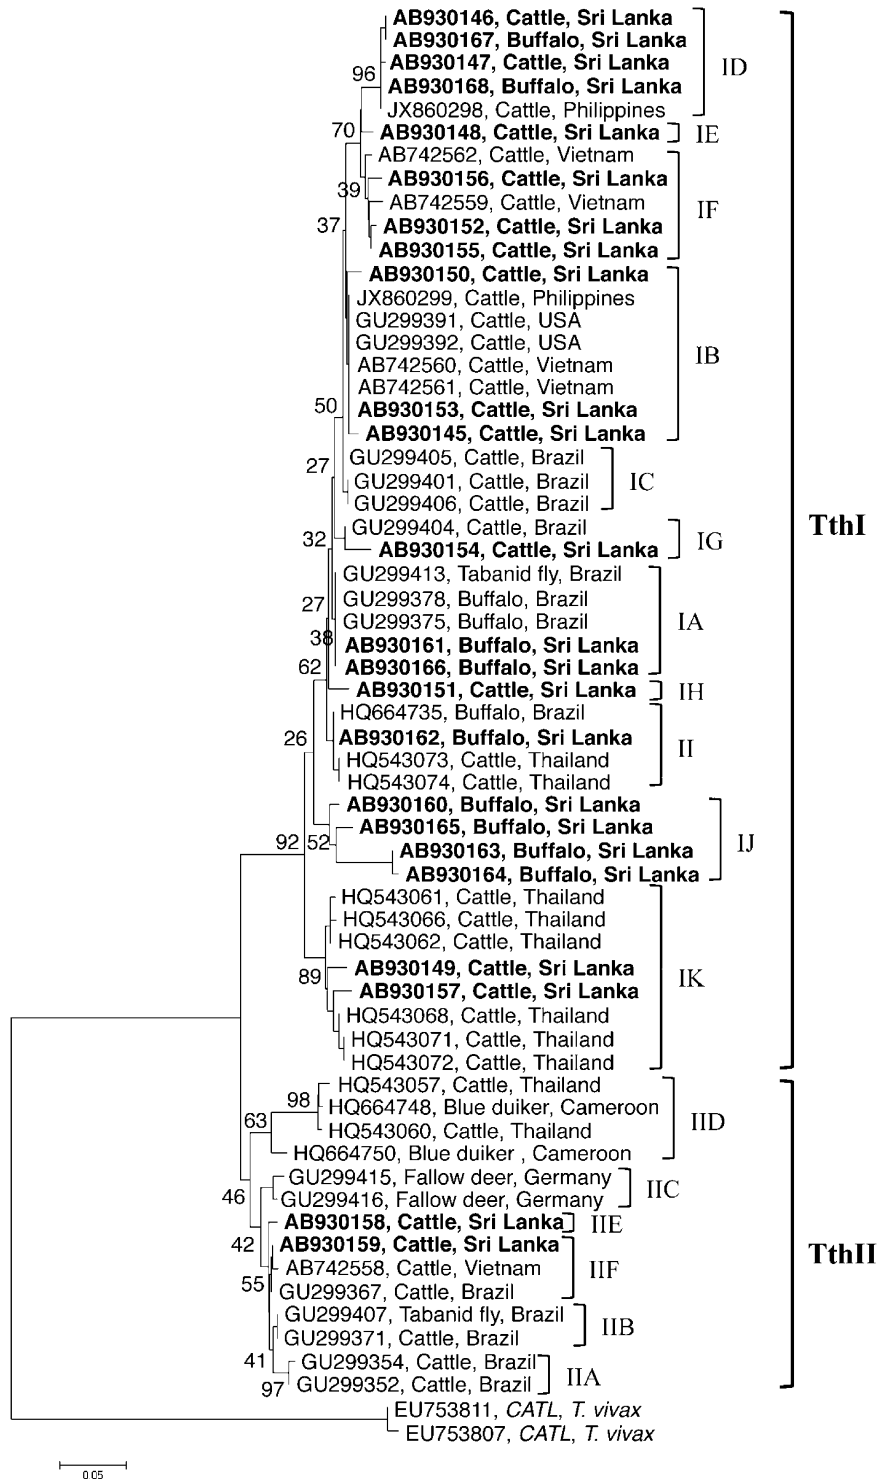 AB930146, Cattle, Sri Lanka
AB930167, Buffalo, Sri Lanka
AB930147, Cattle, Sri Lanka
ID
96
AB930168, Buffalo, Sri Lanka
JX860298, Cattle, Philippines
70
AB930148, Cattle, Sri Lanka
IE
AB742562, Cattle, Vietnam
AB930156, Cattle, Sri Lanka
39
AB742559, Cattle, Vietnam
IF
37
AB930152, Cattle, Sri Lanka
AB930155, Cattle, Sri Lanka
AB930150, Cattle, Sri Lanka
JX860299, Cattle, Philippines
GU299391, Cattle, USA
GU299392, Cattle, USA
IB
AB742560, Cattle, Vietnam
AB742561, Cattle, Vietnam
50
AB930153, Cattle, Sri Lanka
AB930145, Cattle, Sri Lanka
GU299405, Cattle, Brazil
27
GU299401, Cattle, Brazil
IC
GU299406, Cattle, Brazil
TthI
GU299404, Cattle, Brazil
32
AB930154, Cattle, Sri Lanka
IG
GU299413, Tabanid fly, Brazil
27
GU299378, Buffalo, Brazil
GU299375, Buffalo, Brazil
IA
38
AB930161, Buffalo, Sri Lanka
62
AB930166, Buffalo, Sri Lanka
AB930151, Cattle, Sri Lanka
IH
HQ664735, Buffalo, Brazil
26
AB930162, Buffalo, Sri Lanka
II
HQ543073, Cattle, Thailand
HQ543074, Cattle, Thailand
AB930160, Buffalo, Sri Lanka
AB930165, Buffalo, Sri Lanka
92
52
AB930163, Buffalo, Sri Lanka
IJ
AB930164, Buffalo, Sri Lanka
HQ543061, Cattle, Thailand
HQ543066, Cattle, Thailand
HQ543062, Cattle, Thailand
89
AB930149, Cattle, Sri Lanka
IK
AB930157, Cattle, Sri Lanka
HQ543068, Cattle, Thailand
HQ543071, Cattle, Thailand
HQ543072, Cattle, Thailand
HQ543057, Cattle, Thailand
98
HQ664748, Blue duiker, Cameroon
63
HQ543060, Cattle, Thailand
IID
HQ664750, Blue duiker , Cameroon
GU299415, Fallow deer, Germany
46
GU299416, Fallow deer, Germany
IIC
AB930158, Cattle, Sri Lanka
IIE
42
AB930159, Cattle, Sri Lanka
TthII
AB742558, Cattle, Vietnam
IIF
55
GU299367, Cattle, Brazil
GU299407, Tabanid fly, Brazil
IIB
GU299371, Cattle, Brazil
41
GU299354, Cattle, Brazil
IIA
97
GU299352, Cattle, Brazil
EU753811, CATL, T. vivax
EU753807, CATL, T. vivax
0.05